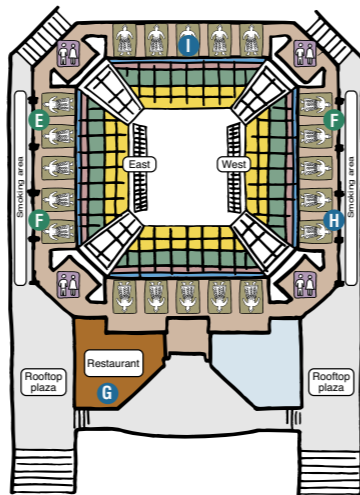 I
E
F
Smoking area
East
West
Smoking area
F
H
Restaurant
G
Rooftop
plaza
Rooftop
plaza